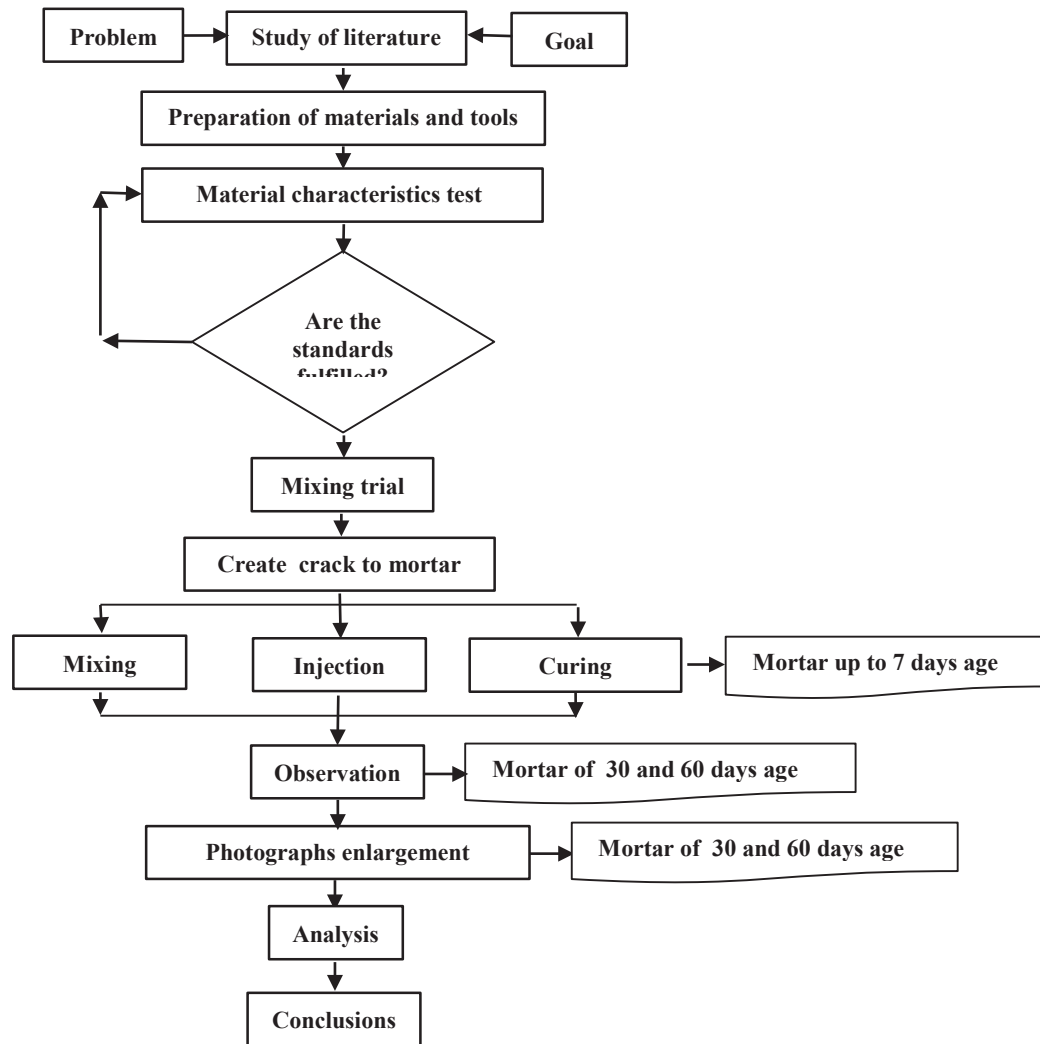 Problem
Study of literature
Goal
Preparation of materials and tools
Material characteristics test
Are the
standards
fulfilled?
Mixing trial
Create crack to mortar
Mixing
Injection
Curing
Mortar up to 7 days age
Observation
Mortar of 30 and 60 days age
Photographs enlargement
Mortar of 30 and 60 days age
Analysis
Conclusions